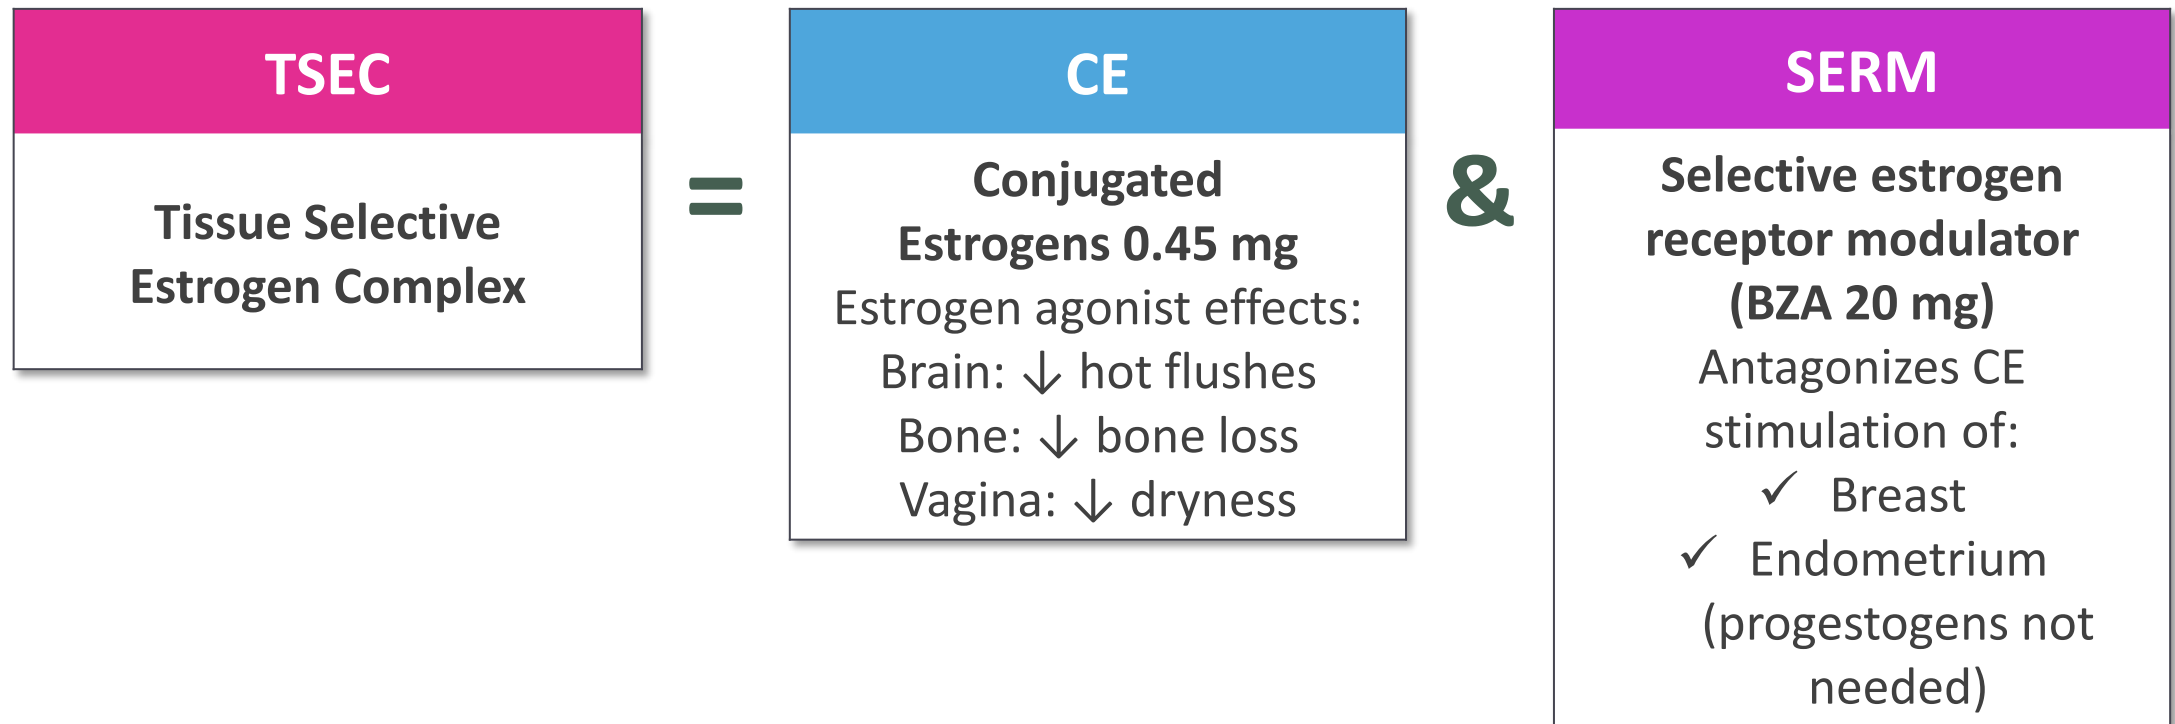 TSEC
Tissue Selective
Estrogen Complex
=
CE
Conjugated
Estrogens 0.45 mg
Estrogen agonist effects:
Brain: ↓ hot flushes
Bone: ↓ bone loss
Vagina: ↓ dryness
&
SERM
Selective estrogen
receptor modulator
(BZA 20 mg)
Antagonizes CE
stimulation of:
✓ Breast
✓ Endometrium
(progestogens not
needed)